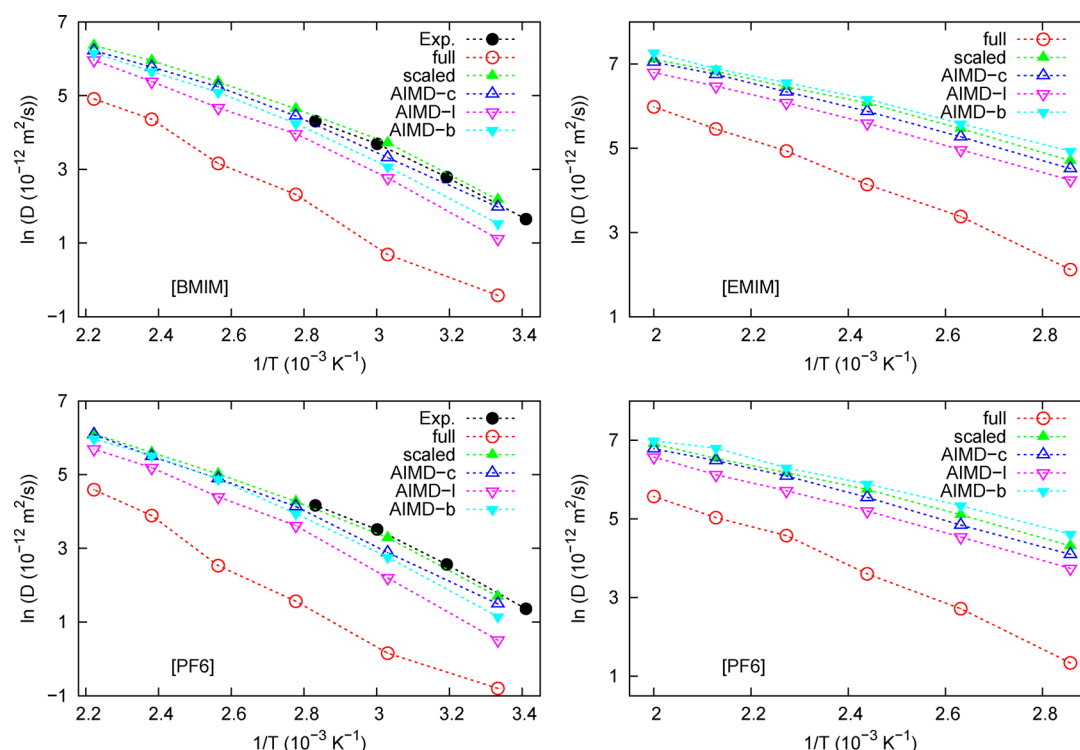 7
5
3
1
−1
2.2 2.4 2.6 2.8 3 3.2 3.4
ln (D (10−12 m2/s))
1/T (10−3 K−1)
Exp.
full
scaled
AIMD−c
AIMD−l
AIMD−b
[BMIM]
7
5
3
1
2 2.2 2.4 2.6 2.8
ln (D (10−12 m2/s))
1/T (10−3 K−1)
full
scaled
AIMD−c
AIMD−l
AIMD−b
[EMIM]
7
5
3
1
−1
2.2 2.4 2.6 2.8 3 3.2 3.4
ln (D (10−12 m2/s))
1/T (10−3 K−1)
Exp.
full
scaled
AIMD−c
AIMD−l
AIMD−b
[PF6]
7
5
3
1
2 2.2 2.4 2.6 2.8
ln (D (10−12 m2/s))
1/T (10−3 K−1)
full
scaled
AIMD−c
AIMD−l
AIMD−b
[PF6]